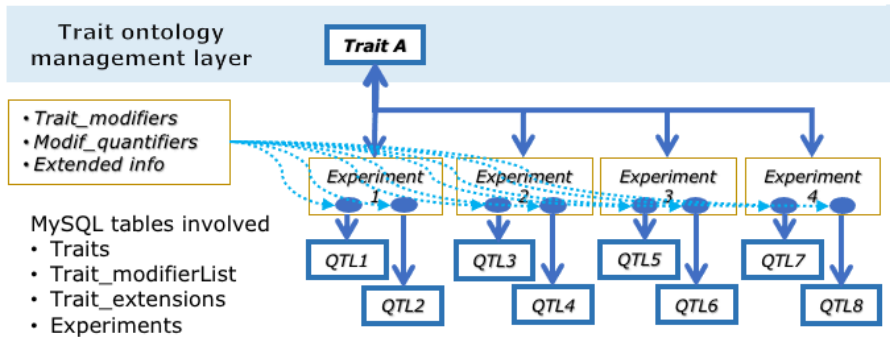 Trait ontology
management layer
Trait A
• Trait_modifiers
• Modif_quantifiers
• Extended info
Experiment
1
Experiment
2
Experiment
3
Experiment
4
MySQL tables involved
• Traits
• Trait_modifierList
• Trait_extensions
• Experiments
QTL1
QTL3
QTL5
QTL7
QTL2
QTL4
QTL6
QTL8